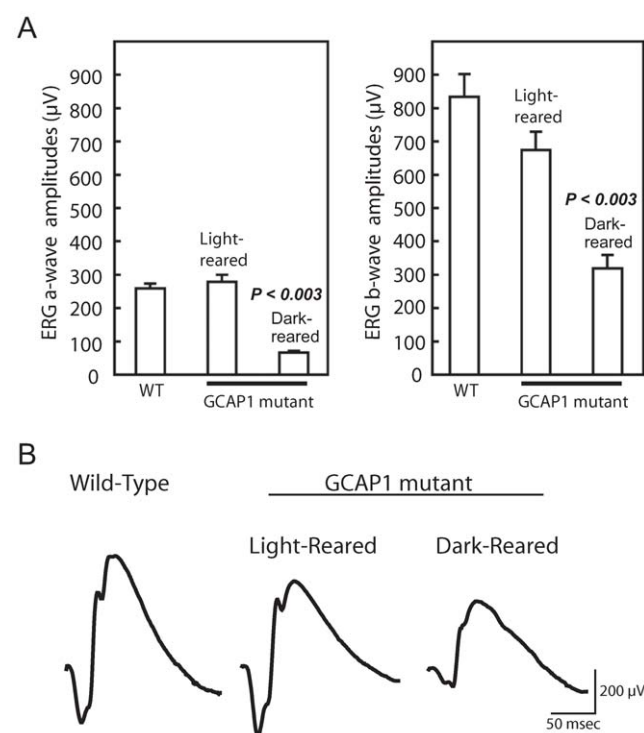 A
ERG a-wave amplitudes (μV)
900
800
700
600
500
400
300
200
100
0
Light-
reared
P < 0.003
Dark-
reared
WT
GCAP1 mutant
ERG b-wave amplitudes (μV)
900
800
700
600
500
400
300
200
100
0
Light-
reared
P < 0.003
Dark-
reared
WT
GCAP1 mutant
B
Wild-Type
GCAP1 mutant
Light-Reared
Dark-Reared
200 μV
50 msec